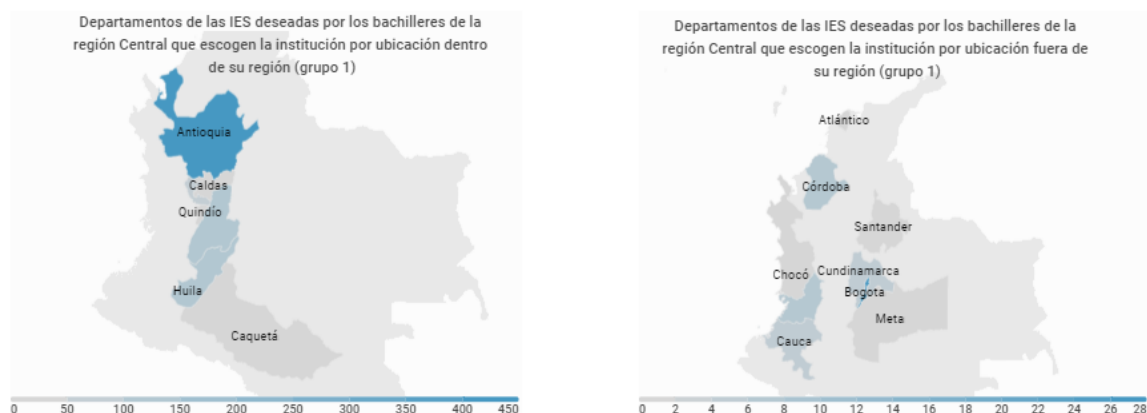 Departamentos de las IES deseadas por los bachilleres de la
región Central que escogen la institución por ubicación dentro
de su región (grupo 1)
Antioquia
Caldas
Quindío
Huila
Caquetá
0 50 100 150 200 250 300 350 400 450
Departamentos de las IES deseadas por los bachilleres de la
región Central que escogen la institución por ubicación fuera de
su región (grupo 1)
Atlántico
Córdoba
Santander
Chocó
Cundinamarca
Bogota
Meta
Cauca
0 2 4 6 8 10 12 14 16 18 20 22 24 26 28